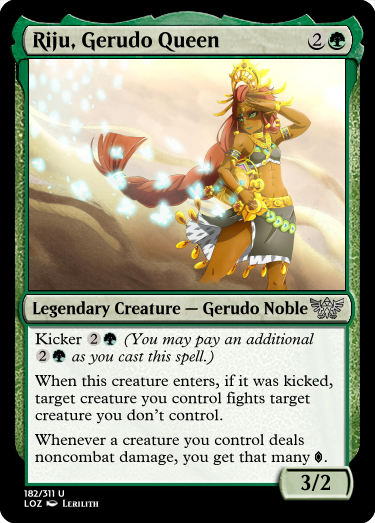 Riju, Gerudo Queen 2
Legendary Creature — Gerudo Noble
Kicker 2 (You may pay an additional
2 as you cast this spell.)
When this creature enters, if it was kicked,
target creature you control fights target
creature you don't control.
Whenever a creature you control deals
noncombat damage, you get that many .
3/2
182/311 U
LOZ Lerilith